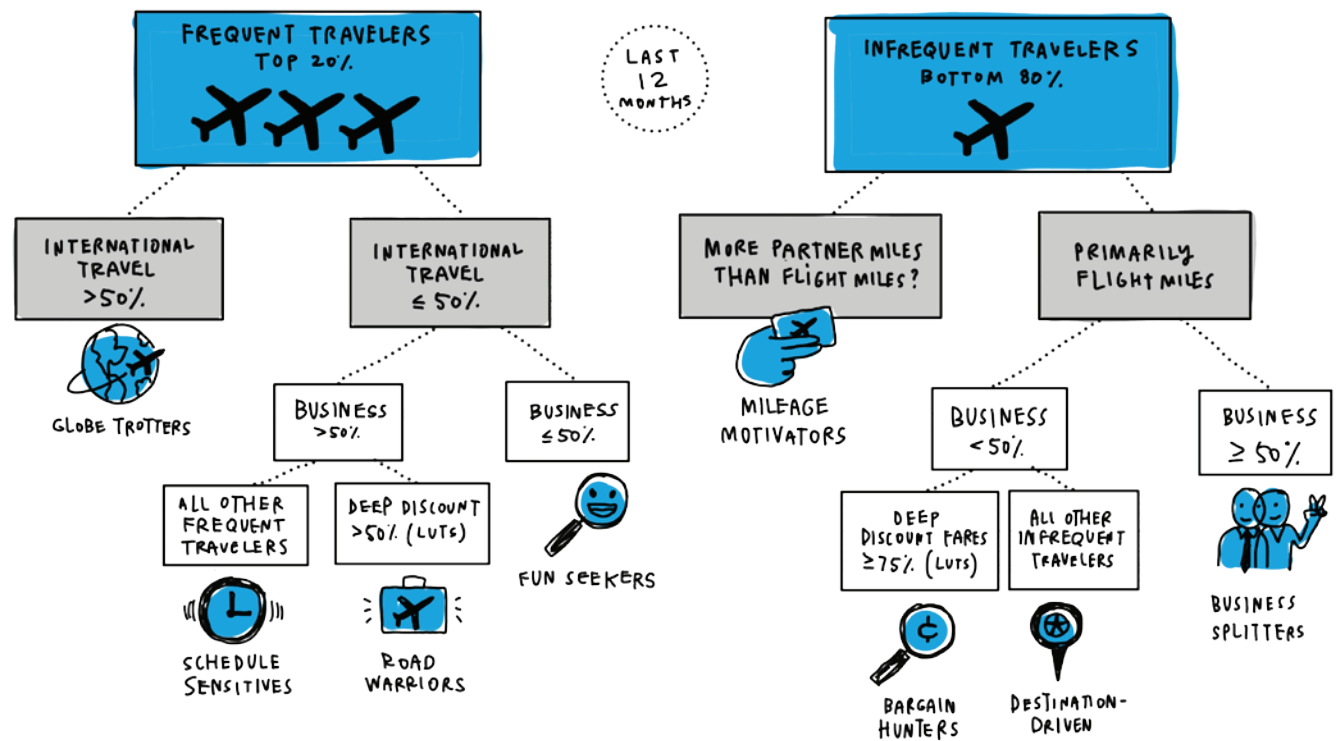 FREQUENT TRAVELERS
TOP 20%
LAST
12
MONTHS
INFREQUENT TRAVELERS
BOTTOM 80%
INTERNATIONAL
TRAVEL
>50%
INTERNATIONAL
TRAVEL
≤ 50%
MORE PARTNER MILES
THAN FLIGHT MILES?
PRIMARILY
FLIGHT MILES
GLOBE TROTTERS
BUSINESS
>50%
BUSINESS
≤50%
MILEAGE
MOTIVATORS
BUSINESS
<50%
BUSINESS
≥ 50%
ALL OTHER
FREQUENT
TRAVELERS
DEEP DISCOUNT
>50% (LUTS)
FUN SEEKERS
DEEP
DISCOUNT FARES
≥75% (LUTS)
ALL OTHER
INFREQUENT
TRAVELERS
¢
SCHEDULE
SENSITIVES
ROAD
WARRIORS
BUSINESS
SPLITTERS
BARGAIN
HUNTERS
DESTINATION-
DRIVEN